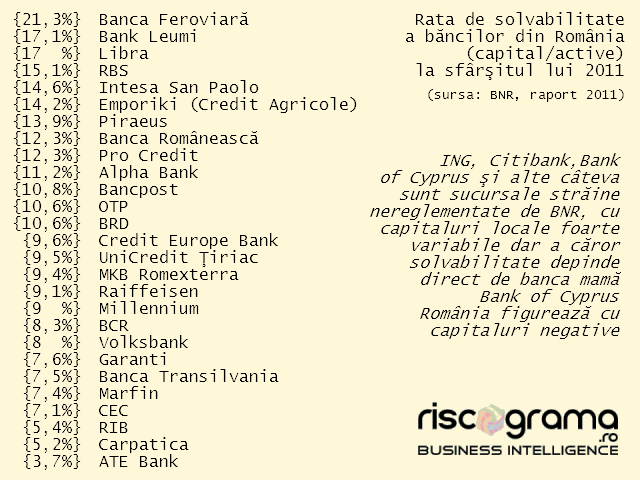 {21,3%} Banca Feroviară
{17,1%} Bank Leumi
{17  %} Libra
{15,1%} RBS
{14,6%} Intesa San Paolo
{14,2%} Emporiki (Credit Agricole)
{13,9%} Piraeus
{12,3%} Banca Românească
{12,3%} Pro Credit
{11,2%} Alpha Bank
{10,8%} Bancpost
{10,6%} OTP
{10,6%} BRD
{9,6%} Credit Europe Bank
{9,5%} UniCredit Ţiriac
{9,4%} MKB Romexterra
{9,1%} Raiffeisen
{9  %} Millennium
{8,3%} BCR
{8  %} Volksbank
{7,6%} Garanti
{7,5%} Banca Transilvania
{7,4%} Marfin
{7,1%} CEC
{5,4%} RIB
{5,2%} Carpatica
{3,7%} ATE Bank
Rata de solvabilitate
a băncilor din România
(capital/active)
la sfârşitul lui 2011
(sursa: BNR, raport 2011)
ING, Citibank,Bank
of Cyprus şi alte câteva
sunt sucursale străine
nereglementate de BNR, cu
capitaluri locale foarte
variabile dar a căror
solvabilitate depinde
direct de banca mamă
Bank of Cyprus
România figurează cu
capitaluri negative
riscograma.ro
BUSINESS INTELLIGENCE